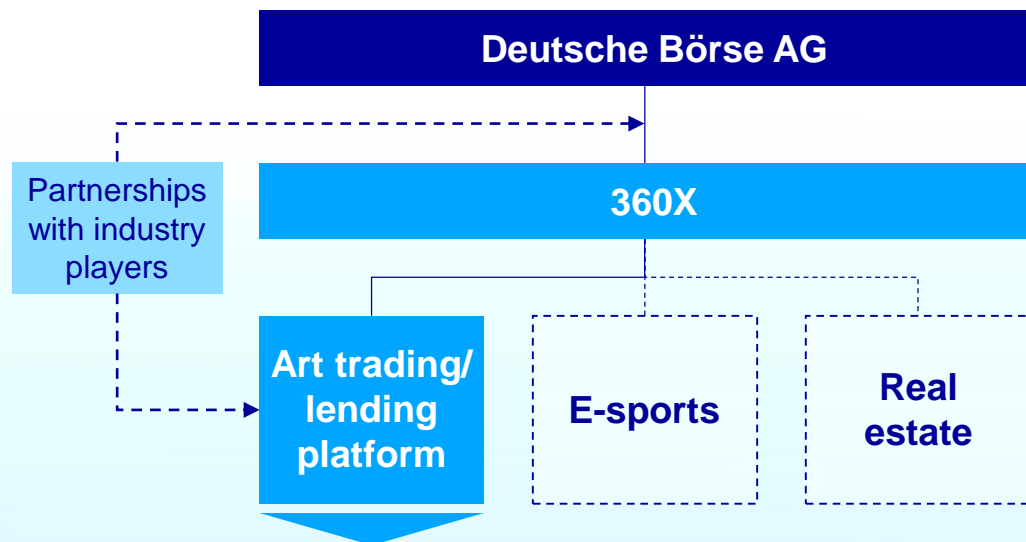 Deutsche Börse AG
Partnerships
with industry
players
360X
Art trading/
lending
platform
E-sports
Real
estate